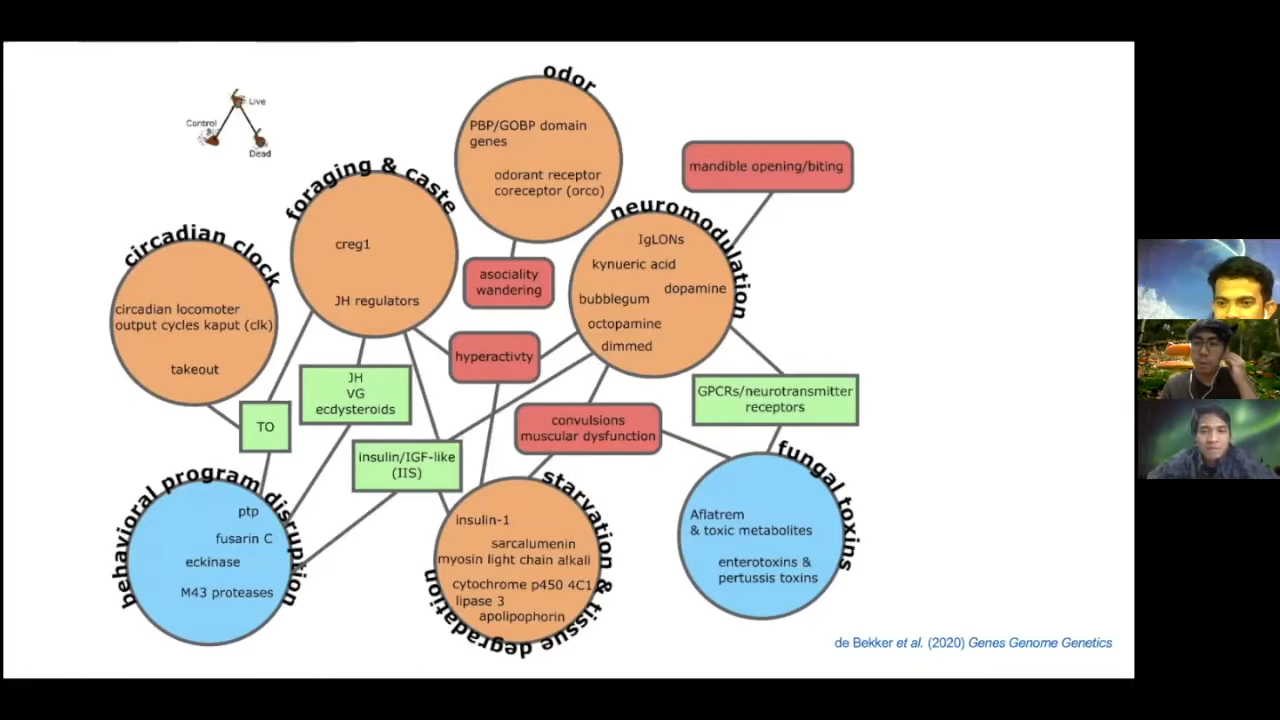 Live
Control
Dead
odor
PBP/GOBP domain
genes
odorant receptor
coreceptor (orco)
mandible opening/biting
foraging & caste
creg1
JH regulators
neuromodulation
IgLONs
kynueric acid
dopamine
bubblegum
octopamine
dimmed
circadian clock
circadian locomoter
output cycles kaput (clk)
takeout
asociality
wandering
hyperactivty
JH
VG
ecdysteroids
TO
GPCRs/neurotransmitter
receptors
convulsions
muscular dysfunction
insulin/IGF-like
(IIS)
behavioral program disruption
ptp
fusarin C
eckinase
M43 proteases
starvation & tissue degradation
insulin-1
sarcalumenin
myosin light chain alkali
cytochrome p450 4C1
lipase 3
apolipophorin
fungal toxins
Aflatrem
& toxic metabolites
enterotoxins &
pertussis toxins
de Bekker et al. (2020) Genes Genome Genetics